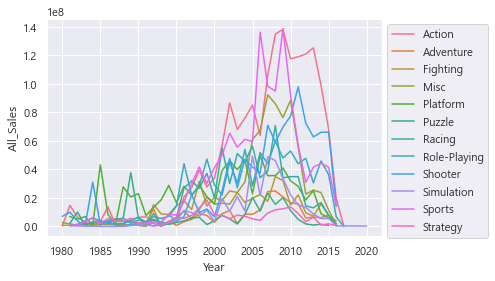 1e8
1.4
1.2
1.0
0.8
0.6
0.4
0.2
0.0
All_Sales
1980 1985 1990 1995 2000 2005 2010 2015 2020
Year
Action
Adventure
Fighting
Misc
Platform
Puzzle
Racing
Role-Playing
Shooter
Simulation
Sports
Strategy